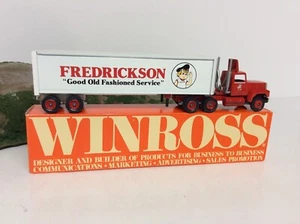 FREDRICKSON
"Good Old Fashioned Service"
WINROSS
DESIGNER AND BUILDER OF PRODUCTS FOR BUSINESS TO BUSINESS
COMMUNICATIONS • MARKETING • ADVERTISING • SALES PROMOTION